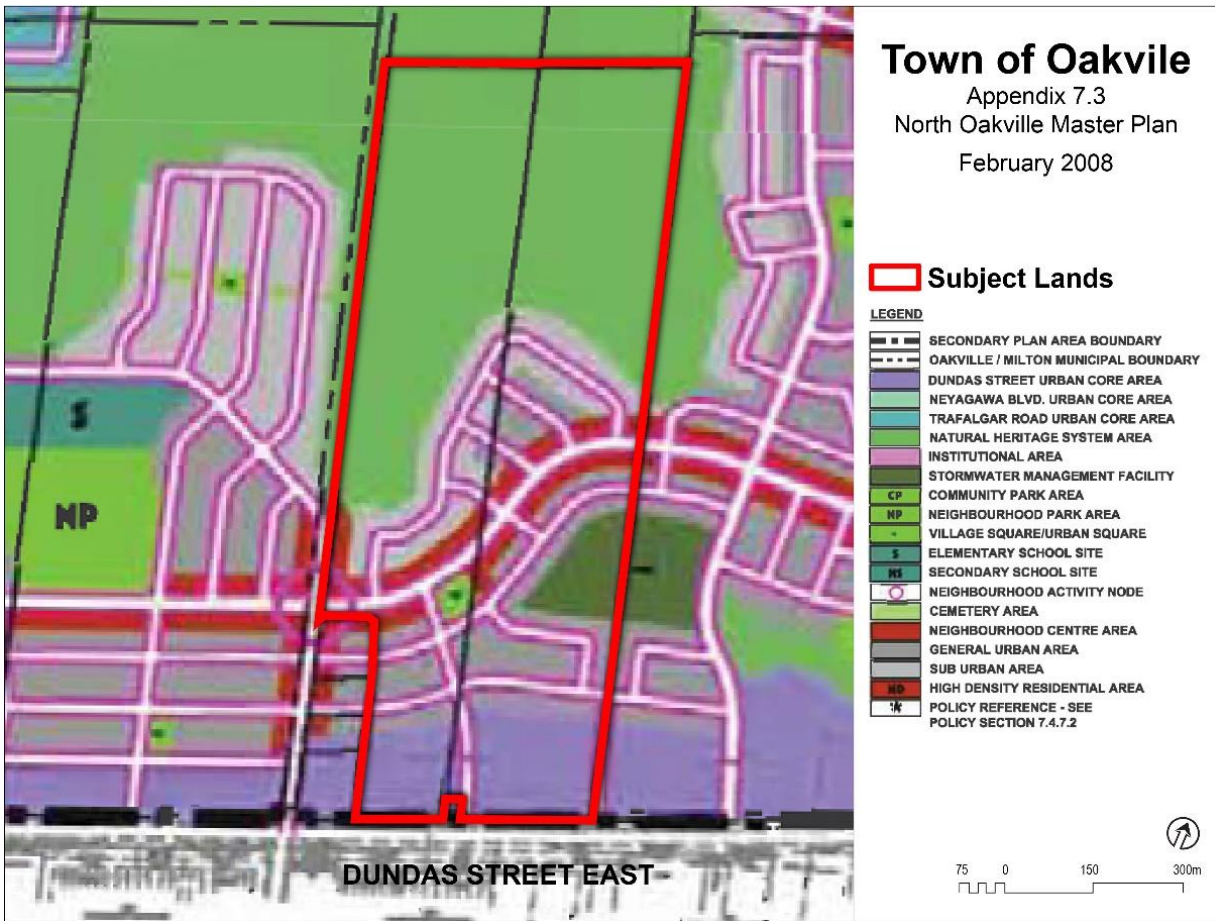 Town of Oakvile
Appendix 7.3
North Oakville Master Plan
February 2008
Subject Lands
LEGEND
SECONDARY PLAN AREA BOUNDARY
OAKVILLE / MILTON MUNICIPAL BOUNDARY
DUNDAS STREET URBAN CORE AREA
NEYAGAWA BLVD. URBAN CORE AREA
TRAFALGAR ROAD URBAN CORE AREA
NATURAL HERITAGE SYSTEM AREA
INSTITUTIONAL AREA
STORMWATER MANAGEMENT FACILITY
CP COMMUNITY PARK AREA
NP NEIGHBOURHOOD PARK AREA
VILLAGE SQUARE/URBAN SQUARE
S ELEMENTARY SCHOOL SITE
HS SECONDARY SCHOOL SITE
NEIGHBOURHOOD ACTIVITY NODE
CEMETERY AREA
NEIGHBOURHOOD CENTRE AREA
GENERAL URBAN AREA
SUB URBAN AREA
HD HIGH DENSITY RESIDENTIAL AREA
POLICY REFERENCE - SEE
POLICY SECTION 7.4.7.2
S
NP
DUNDAS STREET EAST
75 0 150 300m